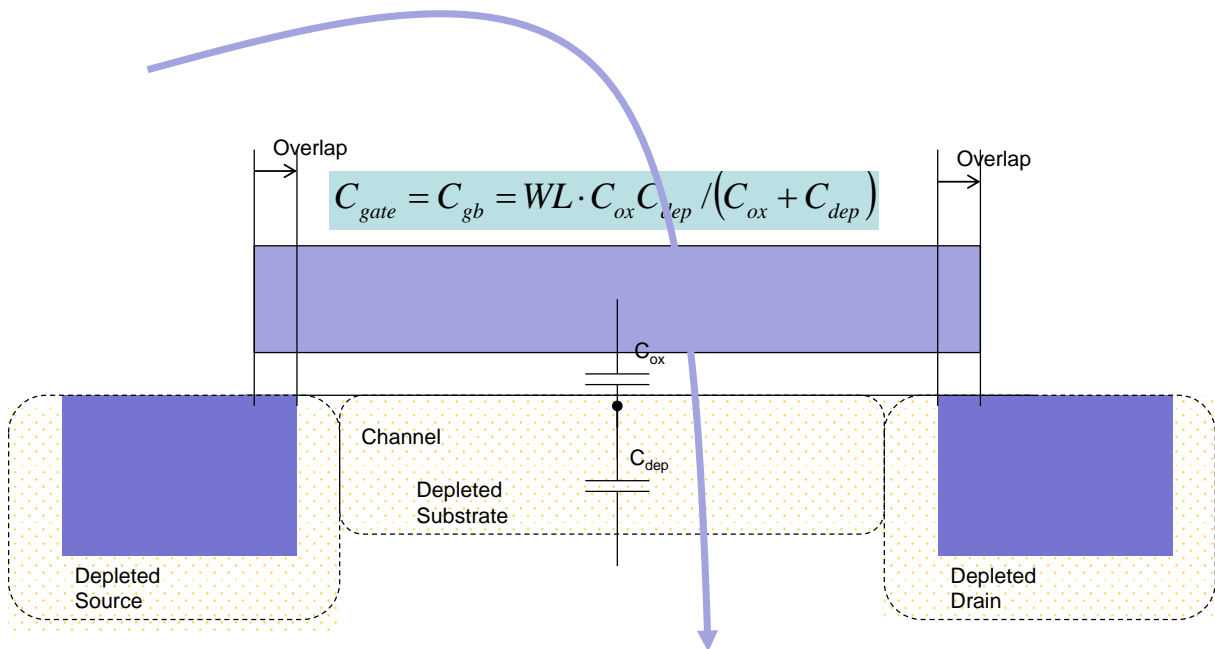 Overlap
Overlap
C_gate = C_gb = WL · C_ox C_dep / (C_ox + C_dep)
C_ox
Channel
C_dep
Depleted
Substrate
Depleted
Source
Depleted
Drain